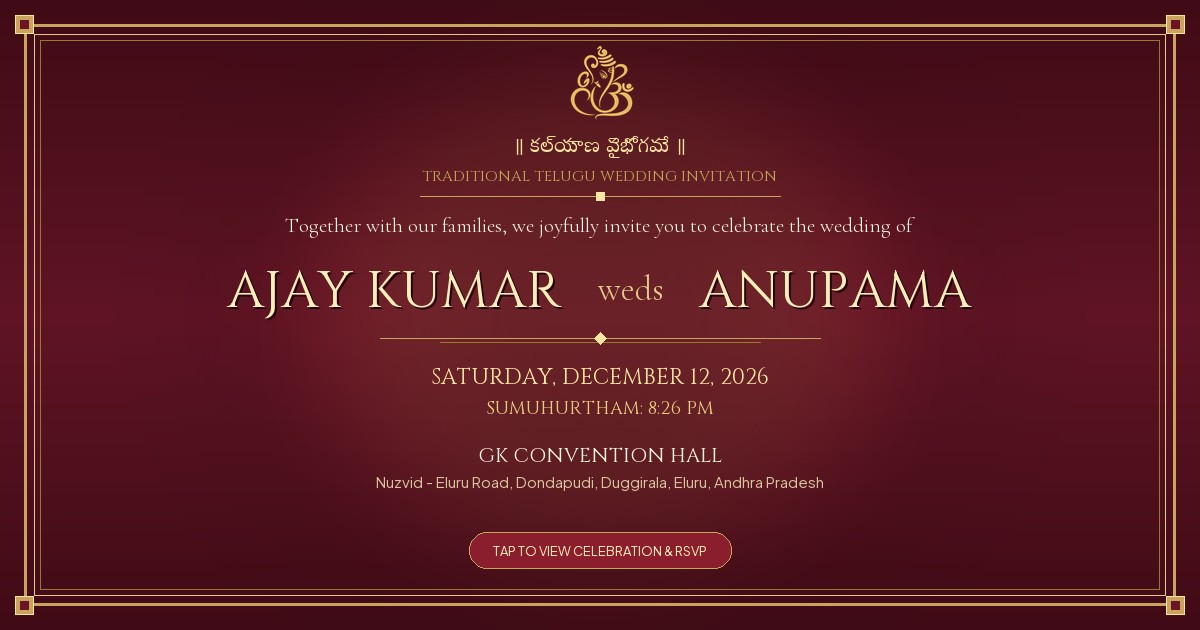 || కల్యాణ వైభోగమే ||
TRADITIONAL TELUGU WEDDING INVITATION
Together with our families, we joyfully invite you to celebrate the wedding of
AJAY KUMAR weds ANUPAMA
SATURDAY, DECEMBER 12, 2026
SUMUHURTHAM: 8:26 PM
GK CONVENTION HALL
Nuzvid - Eluru Road, Dondapudi, Duggirala, Eluru, Andhra Pradesh
TAP TO VIEW CELEBRATION & RSVP